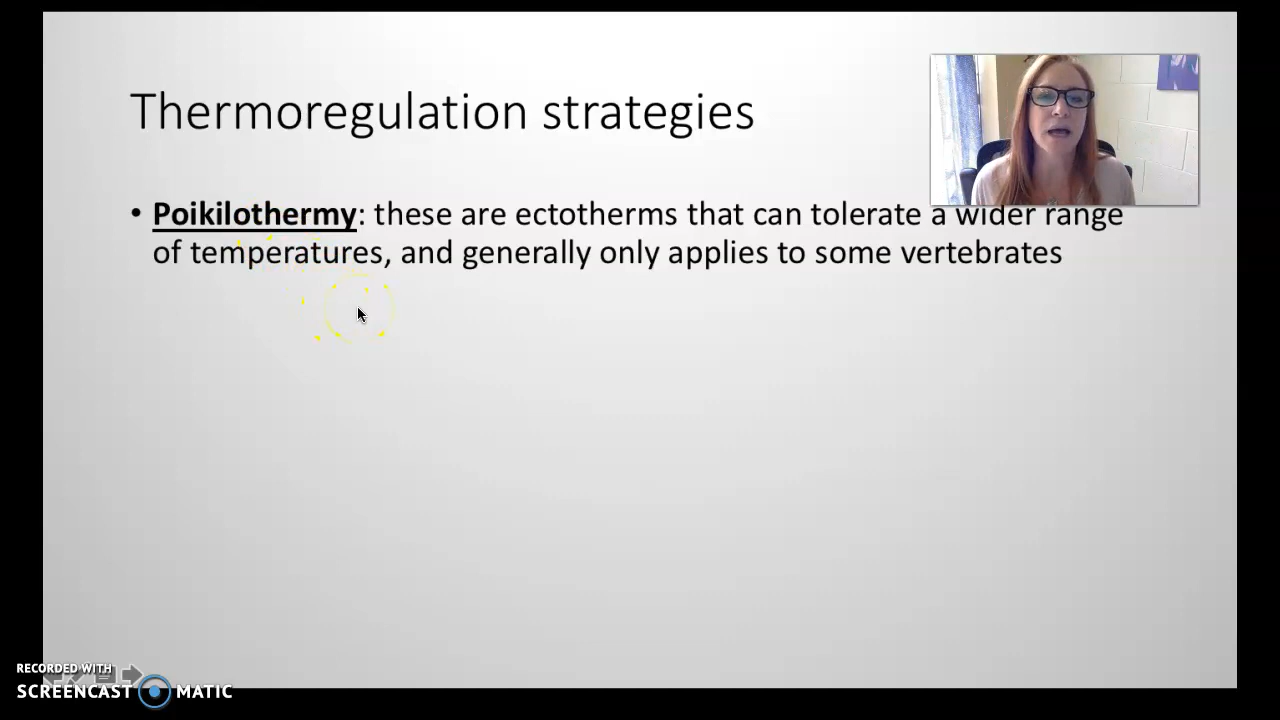 Thermoregulation strategies
• Poikilothermy: these are ectotherms that can tolerate a wider range
of temperatures, and generally only applies to some vertebrates
RECORDED WITH
SCREENCAST MATIC